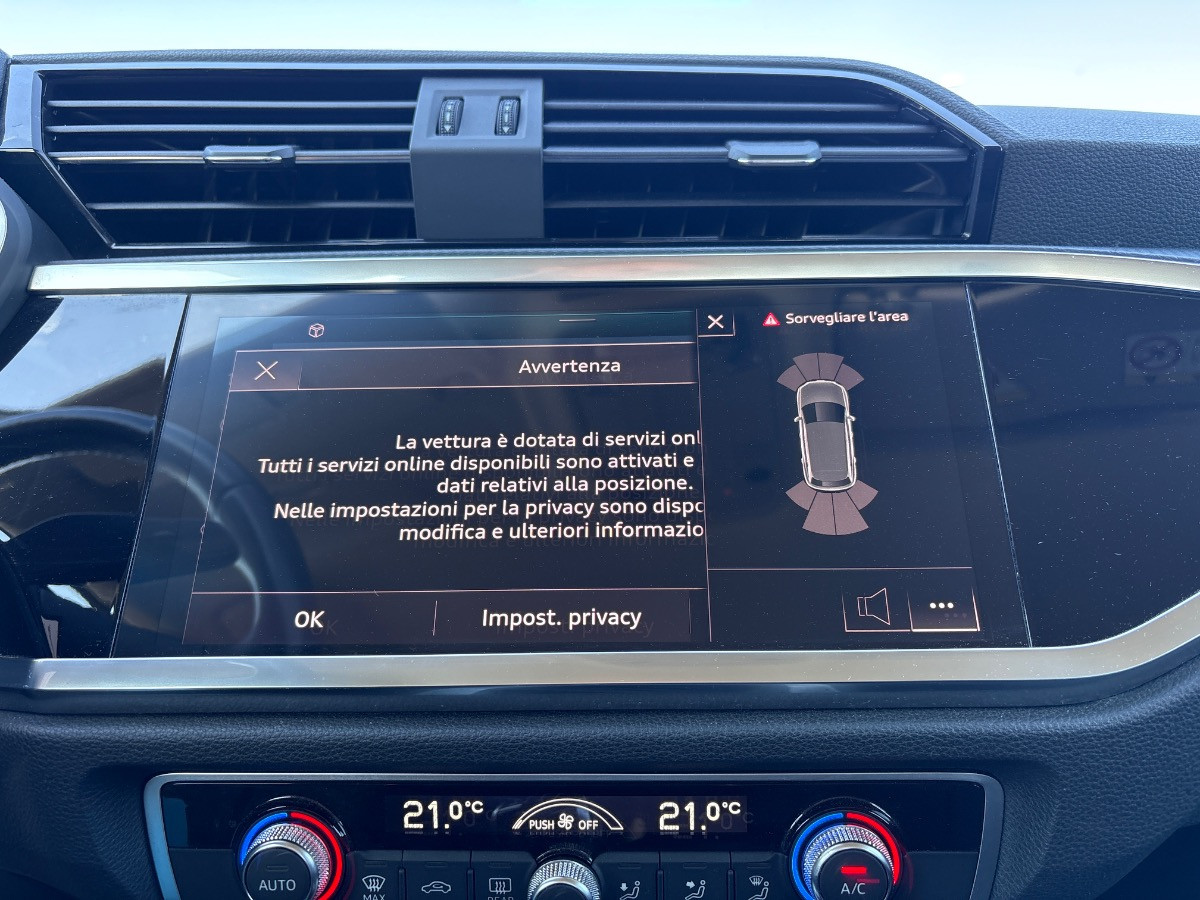 Sorvegliare l'area
Avvertenza
La vettura è dotata di servizi onl
Tutti i servizi online disponibili sono attivati e
dati relativi alla posizione.
Nelle impostazioni per la privacy sono dispo
modifica e ulteriori informazio
OK
Impost. privacy
21.0°C
PUSH OFF
21.0°C
AUTO
MAX
REAR
A/C